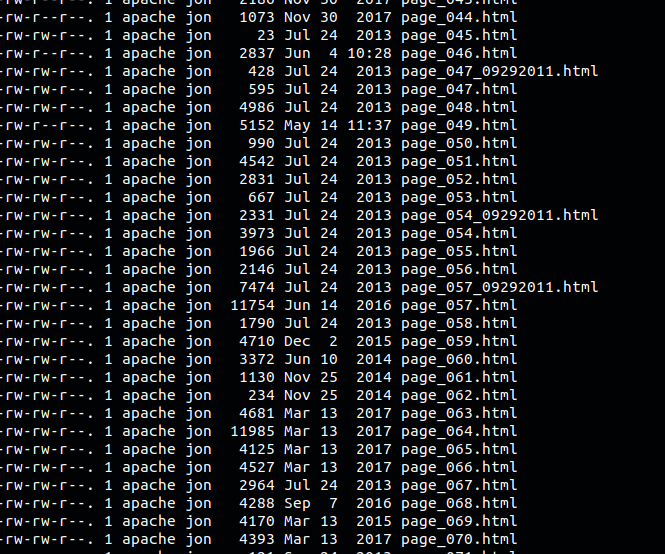 1073 Nov 30  2017 page_044.html
-rw-r--r--. 1 apache jon    23 Jul 24  2013 page_045.html
-rw-r--r--. 1 apache jon  2837 Jun  4 10:28 page_046.html
-rw-rw-r--. 1 apache jon   428 Jul 24  2013 page_047_09292011.html
-rw-rw-r--. 1 apache jon   595 Jul 24  2013 page_047.html
-rw-rw-r--. 1 apache jon  4986 Jul 24  2013 page_048.html
-rw-r--r--. 1 apache jon  5152 May 14 11:37 page_049.html
-rw-rw-r--. 1 apache jon   990 Jul 24  2013 page_050.html
-rw-rw-r--. 1 apache jon  4542 Jul 24  2013 page_051.html
-rw-rw-r--. 1 apache jon  2831 Jul 24  2013 page_052.html
-rw-rw-r--. 1 apache jon   667 Jul 24  2013 page_053.html
-rw-rw-r--. 1 apache jon  2331 Jul 24  2013 page_054_09292011.html
-rw-rw-r--. 1 apache jon  3973 Jul 24  2013 page_054.html
-rw-rw-r--. 1 apache jon  1966 Jul 24  2013 page_055.html
-rw-rw-r--. 1 apache jon  2146 Jul 24  2013 page_056.html
-rw-rw-r--. 1 apache jon  7474 Jul 24  2013 page_057_09292011.html
-rw-rw-r--. 1 apache jon 11754 Jun 14  2016 page_057.html
-rw-rw-r--. 1 apache jon  1790 Jul 24  2013 page_058.html
-rw-rw-r--. 1 apache jon  4710 Dec  2  2015 page_059.html
-rw-rw-r--. 1 apache jon  3372 Jun 10  2014 page_060.html
-rw-rw-r--. 1 apache jon  1130 Nov 25  2014 page_061.html
-rw-rw-r--. 1 apache jon   234 Nov 25  2014 page_062.html
-rw-rw-r--. 1 apache jon  4681 Mar 13  2017 page_063.html
-rw-rw-r--. 1 apache jon 11985 Mar 13  2017 page_064.html
-rw-rw-r--. 1 apache jon  4125 Mar 13  2017 page_065.html
-rw-rw-r--. 1 apache jon  4527 Mar 13  2017 page_066.html
-rw-rw-r--. 1 apache jon  2964 Jul 24  2013 page_067.html
-rw-rw-r--. 1 apache jon  4288 Sep  7  2016 page_068.html
-rw-rw-r--. 1 apache jon  4170 Mar 13  2015 page_069.html
-rw-rw-r--. 1 apache jon  4393 Mar 13  2017 page_070.html